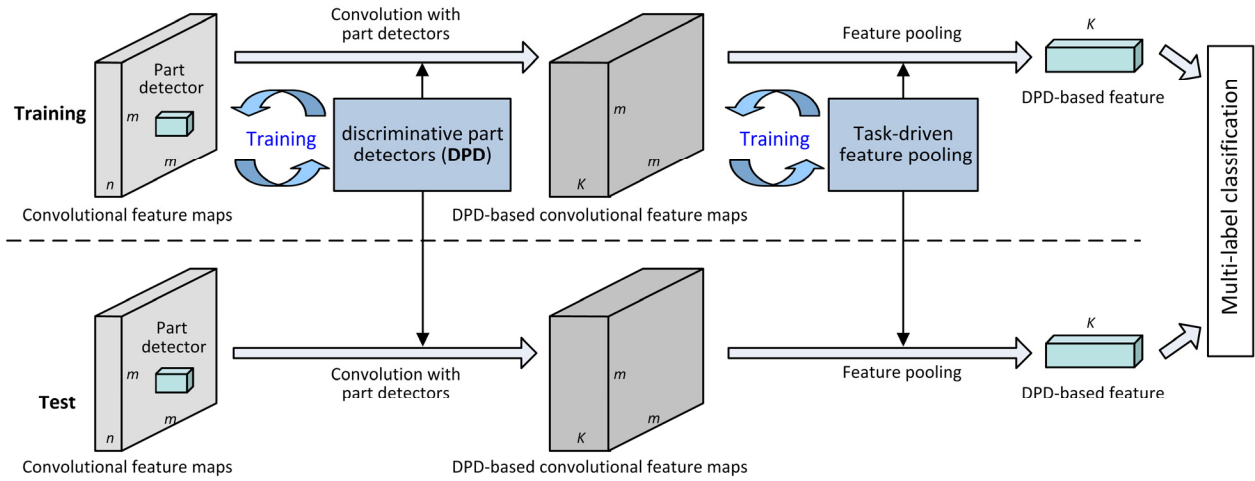 Training
Part
detector
m
m
n
Convolutional feature maps
Convolution with
part detectors
Training
discriminative part
detectors (DPD)
m
m
K
DPD-based convolutional feature maps
Feature pooling
Training
Task-driven
feature pooling
K
DPD-based feature
Multi-label classification
Test
Part
detector
m
m
n
Convolutional feature maps
Convolution with
part detectors
m
m
K
DPD-based convolutional feature maps
Feature pooling
K
DPD-based feature